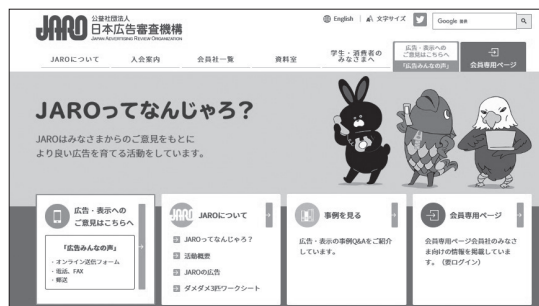 JARO
公益社団法人
日本広告審査機構
JAPAN ADVERTISING REVIEW ORGANIZATION
English
文字サイズ
Google 検索
JAROについて
入会案内
会員社一覧
資料室
学生・消費者の
みなさまへ
広告・表示への
ご意見はこちらへ
「広告みんなの声」
会員専用ページ
JAROってなんじゃろ?
JAROはみなさまからのご意見をもとに
より良い広告を育てる活動をしています。
広告・表示への
ご意見はこちらへ
「広告みんなの声」
・オンライン送信フォーム
・電話、FAX
・郵送
JARO
JAROについて
JAROってなんじゃろ?
活動概要
JAROの広告
ダメダメ3匹ワークシート
事例を見る
広告・表示の事例Q&Aをご紹介
しています。
会員専用ページ
会員専用ページ会員社のみなさ
ま向けの情報を掲載していま
す。（要ログイン）